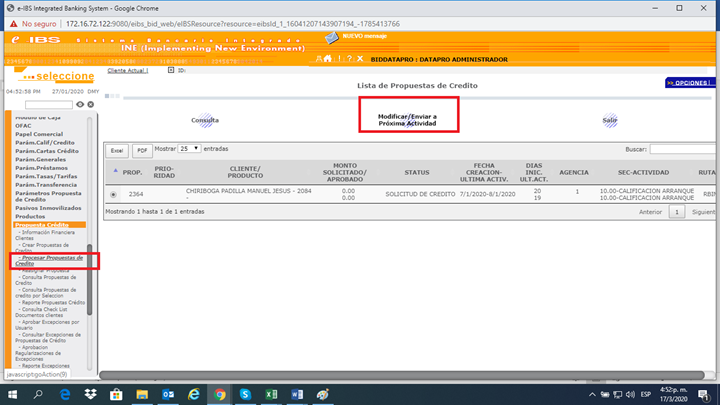 e-IBS Integrated Banking System - Google Chrome
No seguro | 172.16.72.122:9080/eibs_bid_web/eIBSResource?resource=eibsId_1_16041207143907194_-1785413766
e IBS Sistema Bancario Integrado
INE (Implementing New Environment)
NUEVO mensaje
BIDDATAPRO : DATAPRO ADMINISTRADOR
...seleccione
04:52:58 PM 27/01/2020 DMY
Cliente Actual | ID:
Lista de Propuestas de Credito
>> OPCIONES
Consulta
Modificar/Enviar a
Próxima Actividad
Salir
Excel PDF Mostrar 25 entradas Buscar:
PROP. PRIO-RIDAD CLIENTE/PRODUCTO MONTO SOLICITADO/APROBADO STATUS FECHA CREACION-ULTIMA ACTIV. DIAS INIC. ULT.ACT. AGENCIA SEC-ACTIVIDAD RUTA
2364 CHIRIBOGA PADILLA MANUEL JESUS - 2084 0.00 SOLICITUD DE CREDITO 7/1/2020-8/1/2020 20 1 10.00-CALIFICACION ARRANQUE
- 0.00 19 10.00-CALIFICACION ARRANQUE
Mostrando 1 hasta 1 de 1 entradas
Anterior 1
Modulo de Caja
OFAC
Papel Comercial
Parám.Calif/Credito
Parám.Cartas Crédito
Parám.Generales
Parám.Préstamos
Parám.Tasas/Tarifas
Parám.Transferencia
Parámetros Propuesta
de Credito
Pasivos Inmovilizados
Productos
Propuesta Crédito
- Información Financiera
Clientes
- Crear Propuestas de
Credito
- Procesar Propuestas de
Credito
- Reasignar Propuesta
- Consulta Propuestas de
Credito
- Consulta Propuestas de
credito por Seleccion
- Reporte Propuestas Crédito
- Consulta Check List
Documentos clientes
- Aprobar Excepciones por
Usuario
- Consultar Excepciones de
Propuestas de Crédito
- Aprobacion
Regularizaciones de
Excepciones
- Reporte Excepciones
javascript:goAction(9)
ESP
4:52 p. m.
17/3/2020